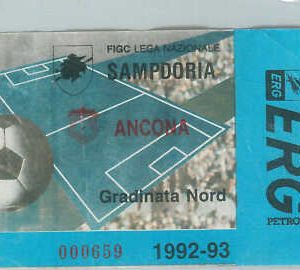 FIGC LEGA NAZIONALE
SAMPDORIA
ANCONA
Gradinata Nord
000659
1992-93
ERG
ERG
PETRO